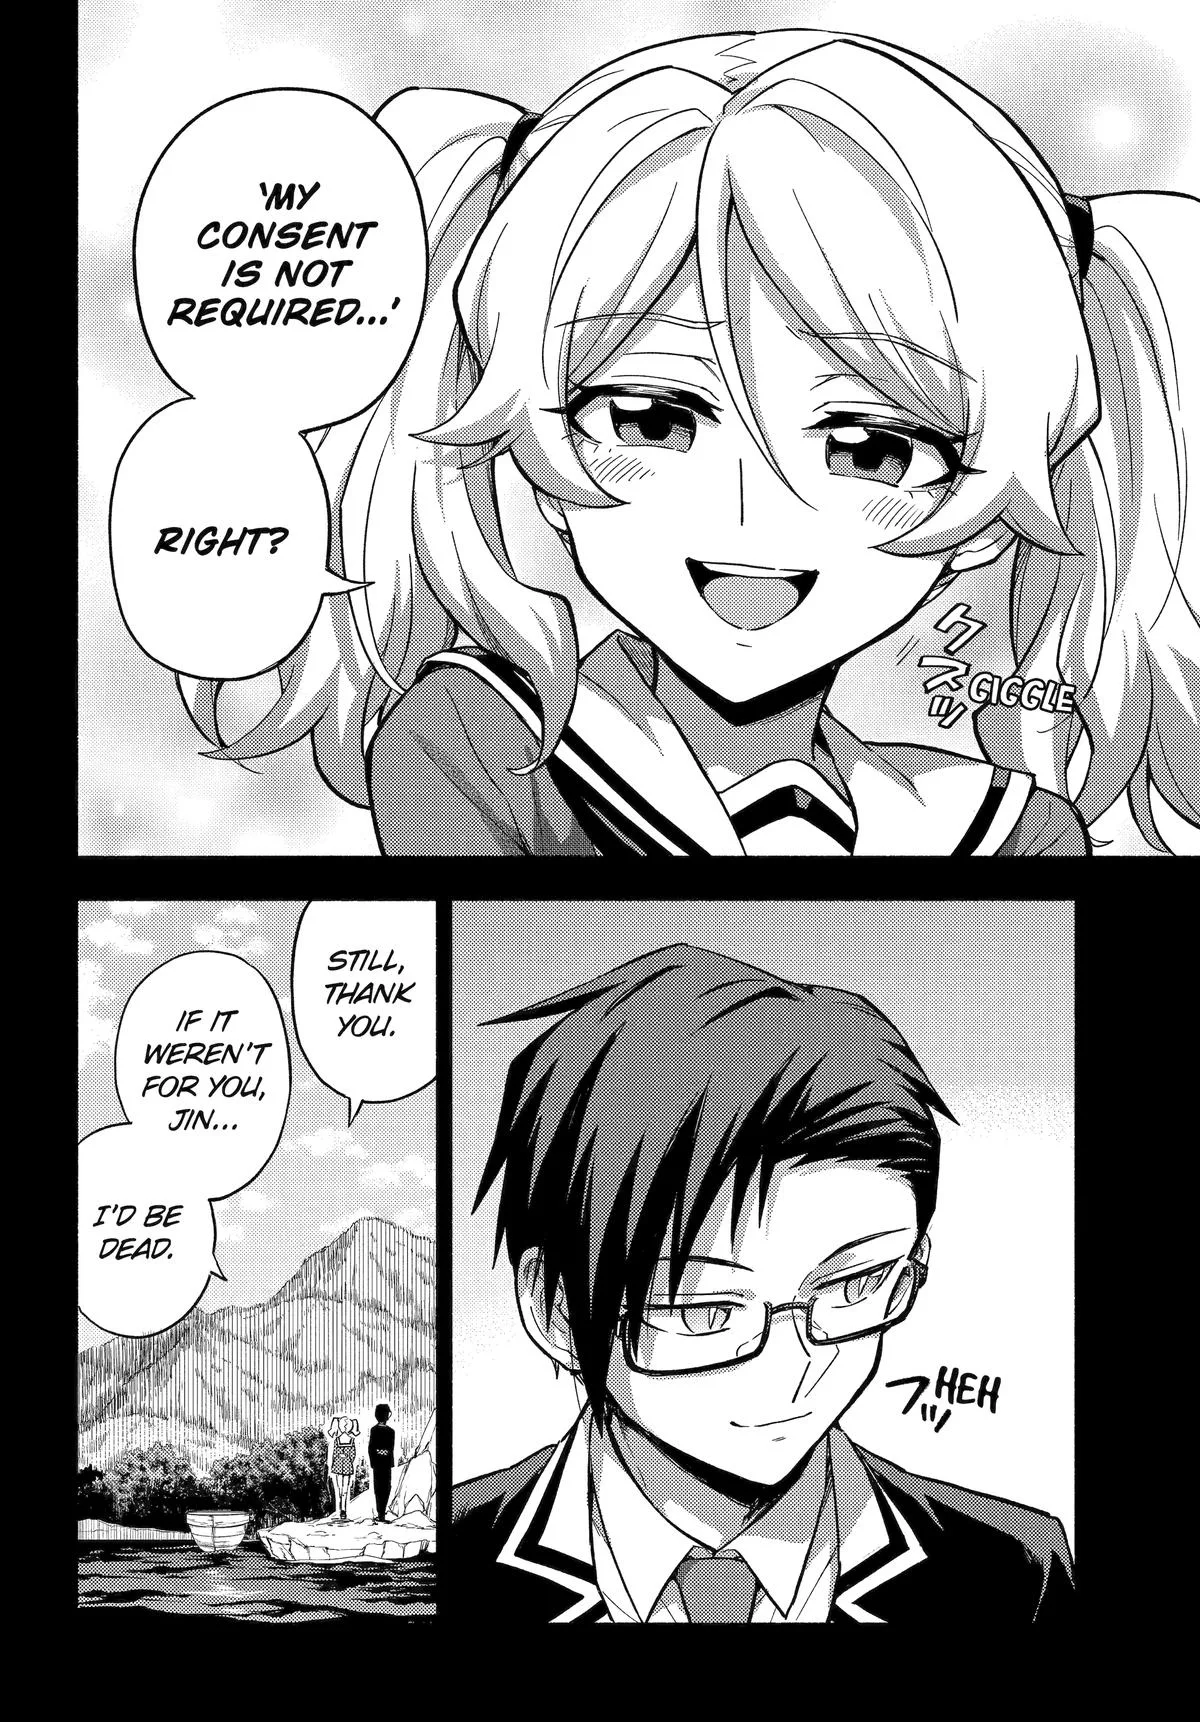 'MY
CONSENT
IS NOT
REQUIRED...'
RIGHT?
クスッ
GIGGLE
フッ
HEH
STILL,
THANK
YOU.
IF IT
WEREN'T
FOR YOU,
JIN...
I'D BE
DEAD.